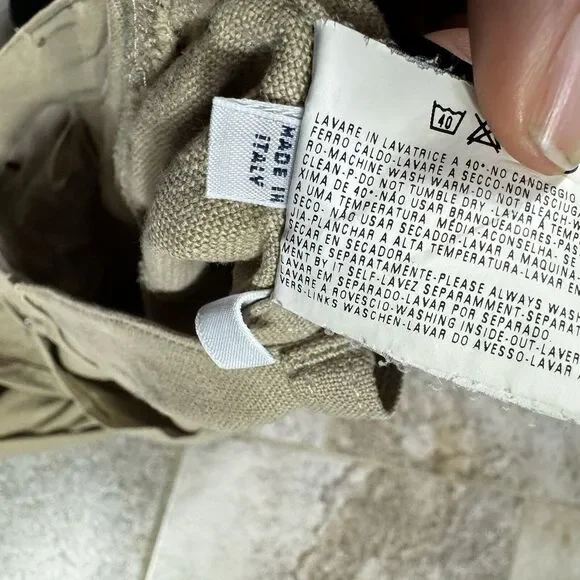 MADE IN
ITALY
40
LAVARE IN LAVATRICE A 40°-NO CANDEGGIO
FERRO CALDO-LAVARE A SECCO-NON ASCIUG
RO-MACHINE WASH WARM-DO NOT BLEACH
CLEAN-P-DO NOT TUMBLE DRY-LAVAR A
XIMA DE 40°-NÃO USAR BRANQUEADORES-PAS
A UMA TEMPERATURA MÉDIA-ACONSELHA-SE
SECO-NÃO USAR SECADOR-LAVAR A MAQUINA
JIA-PLANCHAR A ALTA TEMPERATURA-LAVAR EN
SECAR EN SECADORA
LAVARE SEPARATAMENTE-PLEASE ALWAYS WASH
MENT BY IT SELF-LAVEZ SEPARAMMENT-SEPARAT
LAVAR EM SEPARADO-LAVAR POR SEPARADO
LAVARE A ROVESCIO-WASHING INSIDE-OUT-LAVER
VERS-LINKS WASCHEN-LAVAR DO AVESSO-LAVAR A